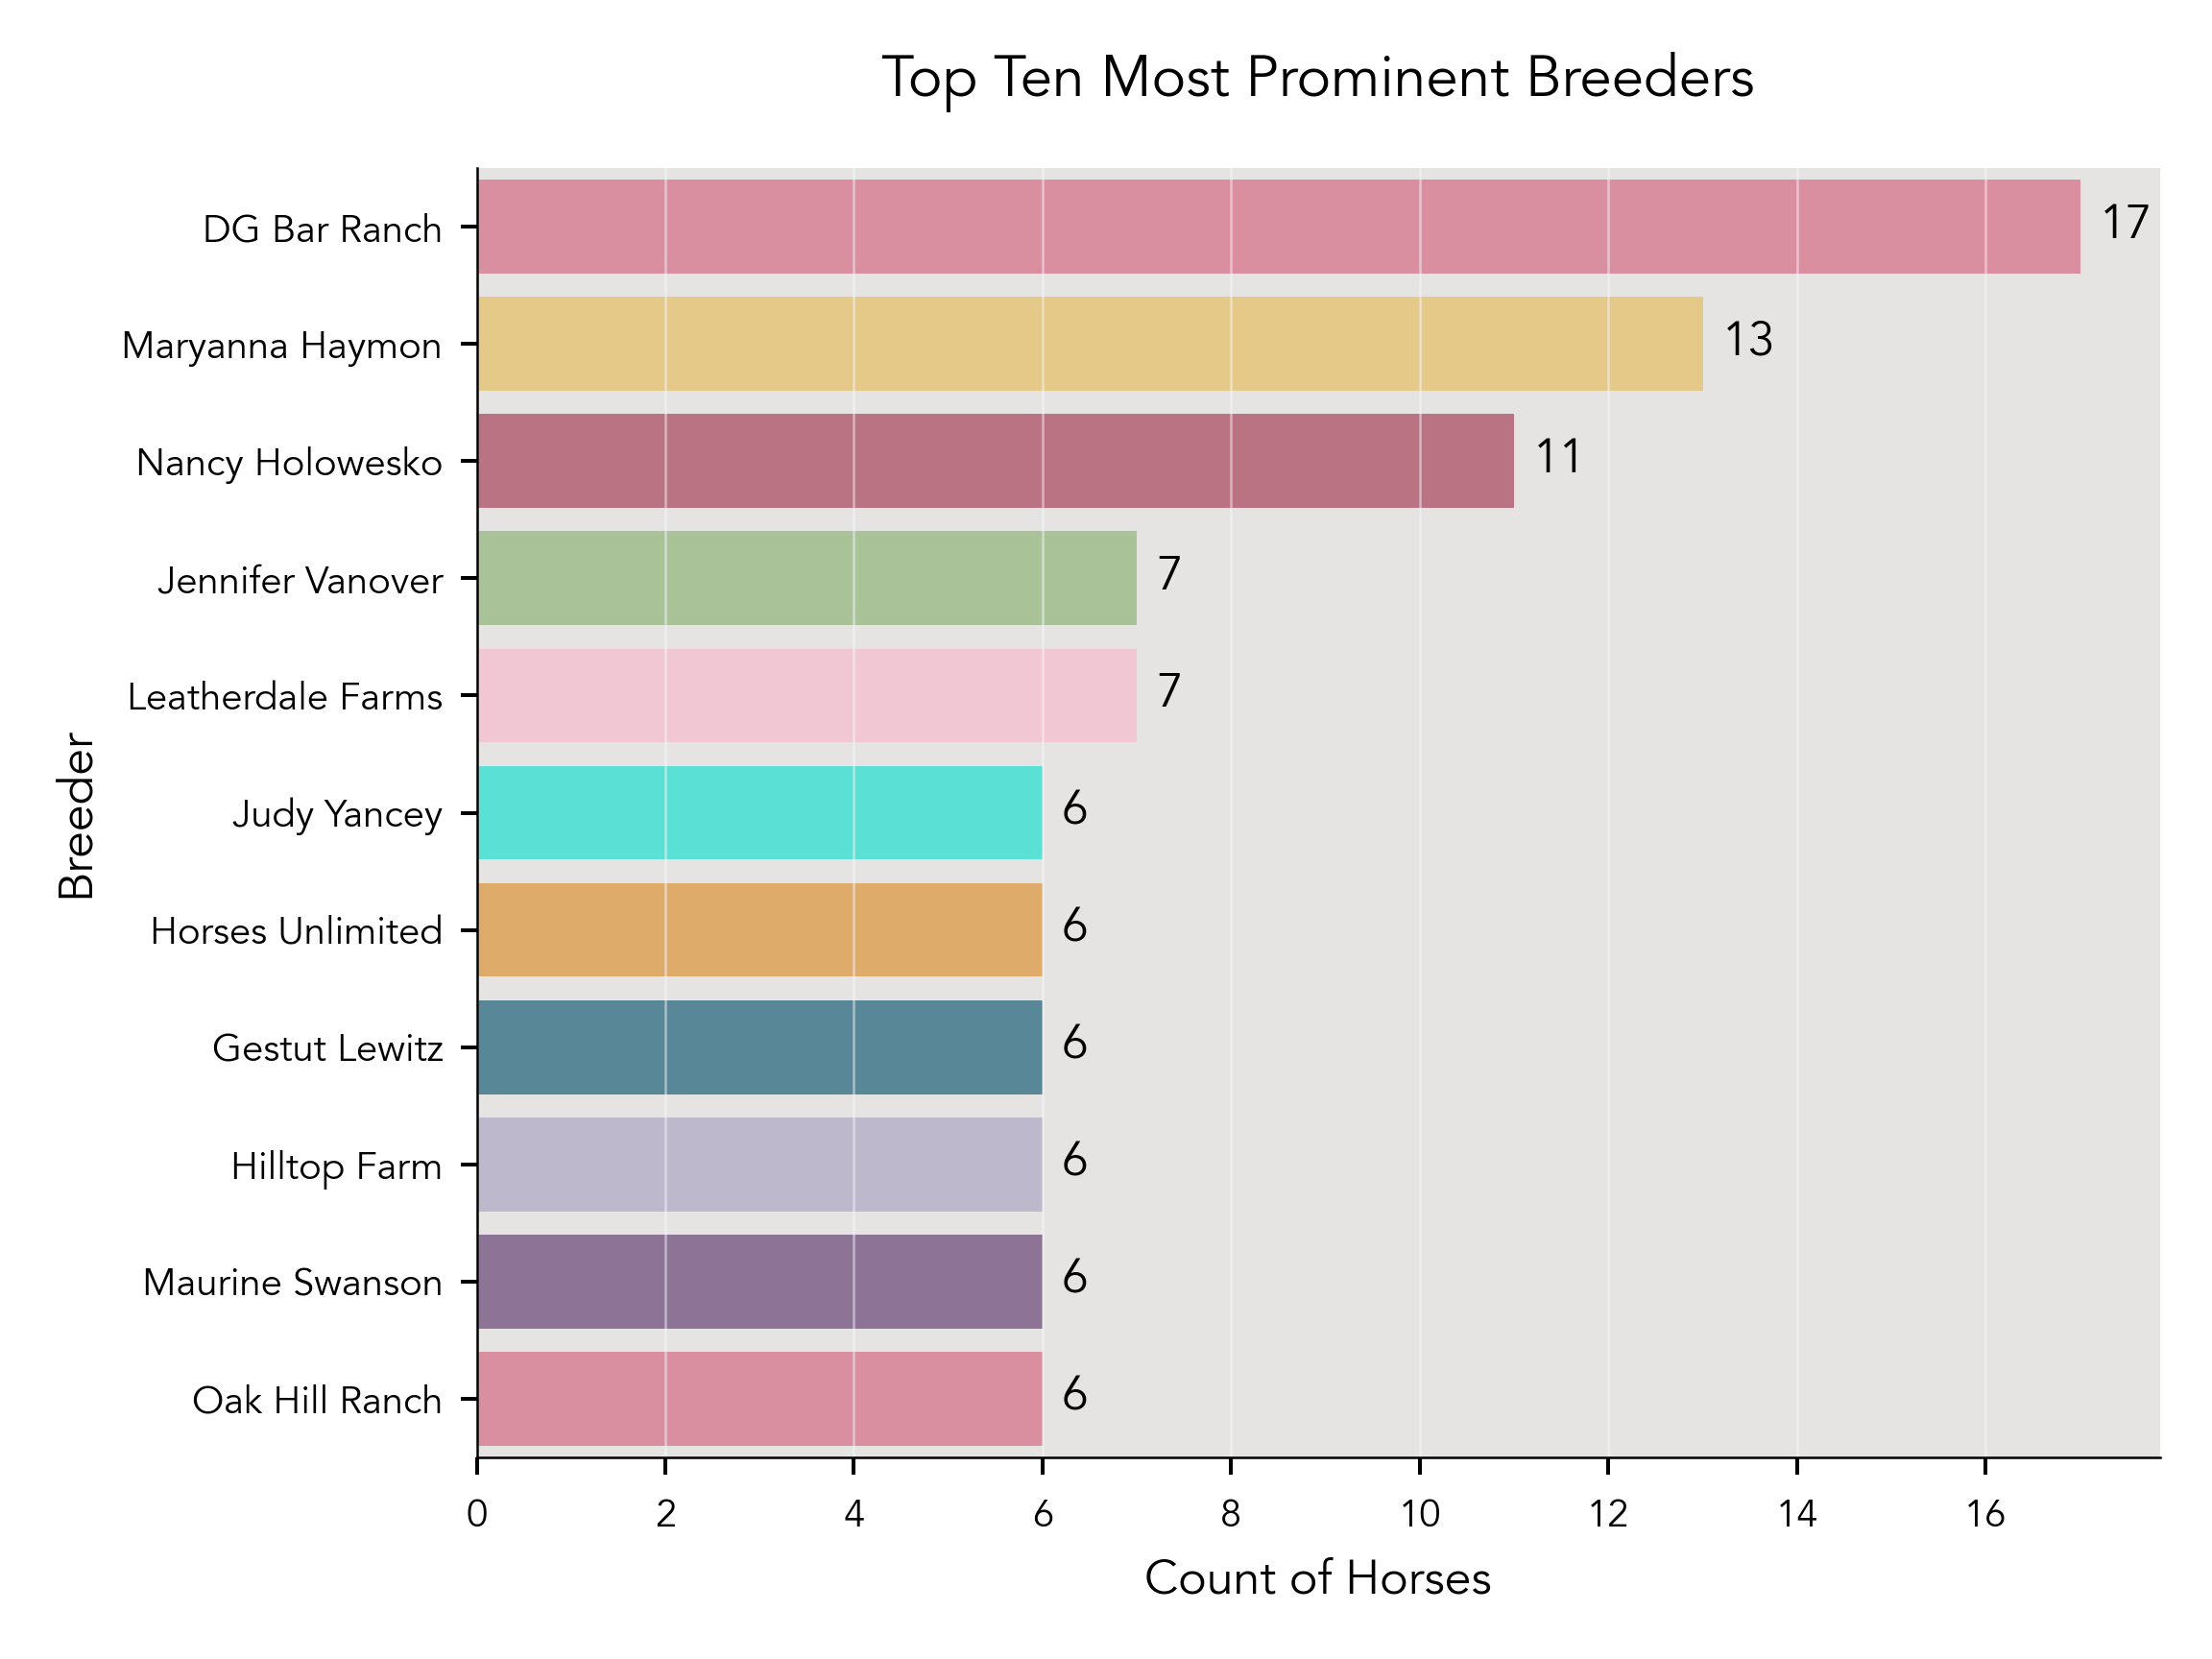 Top Ten Most Prominent Breeders
DG Bar Ranch 17
Maryanna Haymon 13
Nancy Holowesko 11
Jennifer Vanover 7
Leatherdale Farms 7
Judy Yancey 6
Horses Unlimited 6
Gestut Lewitz 6
Hilltop Farm 6
Maurine Swanson 6
Oak Hill Ranch 6
Breeder
0 2 4 6 8 10 12 14 16
Count of Horses